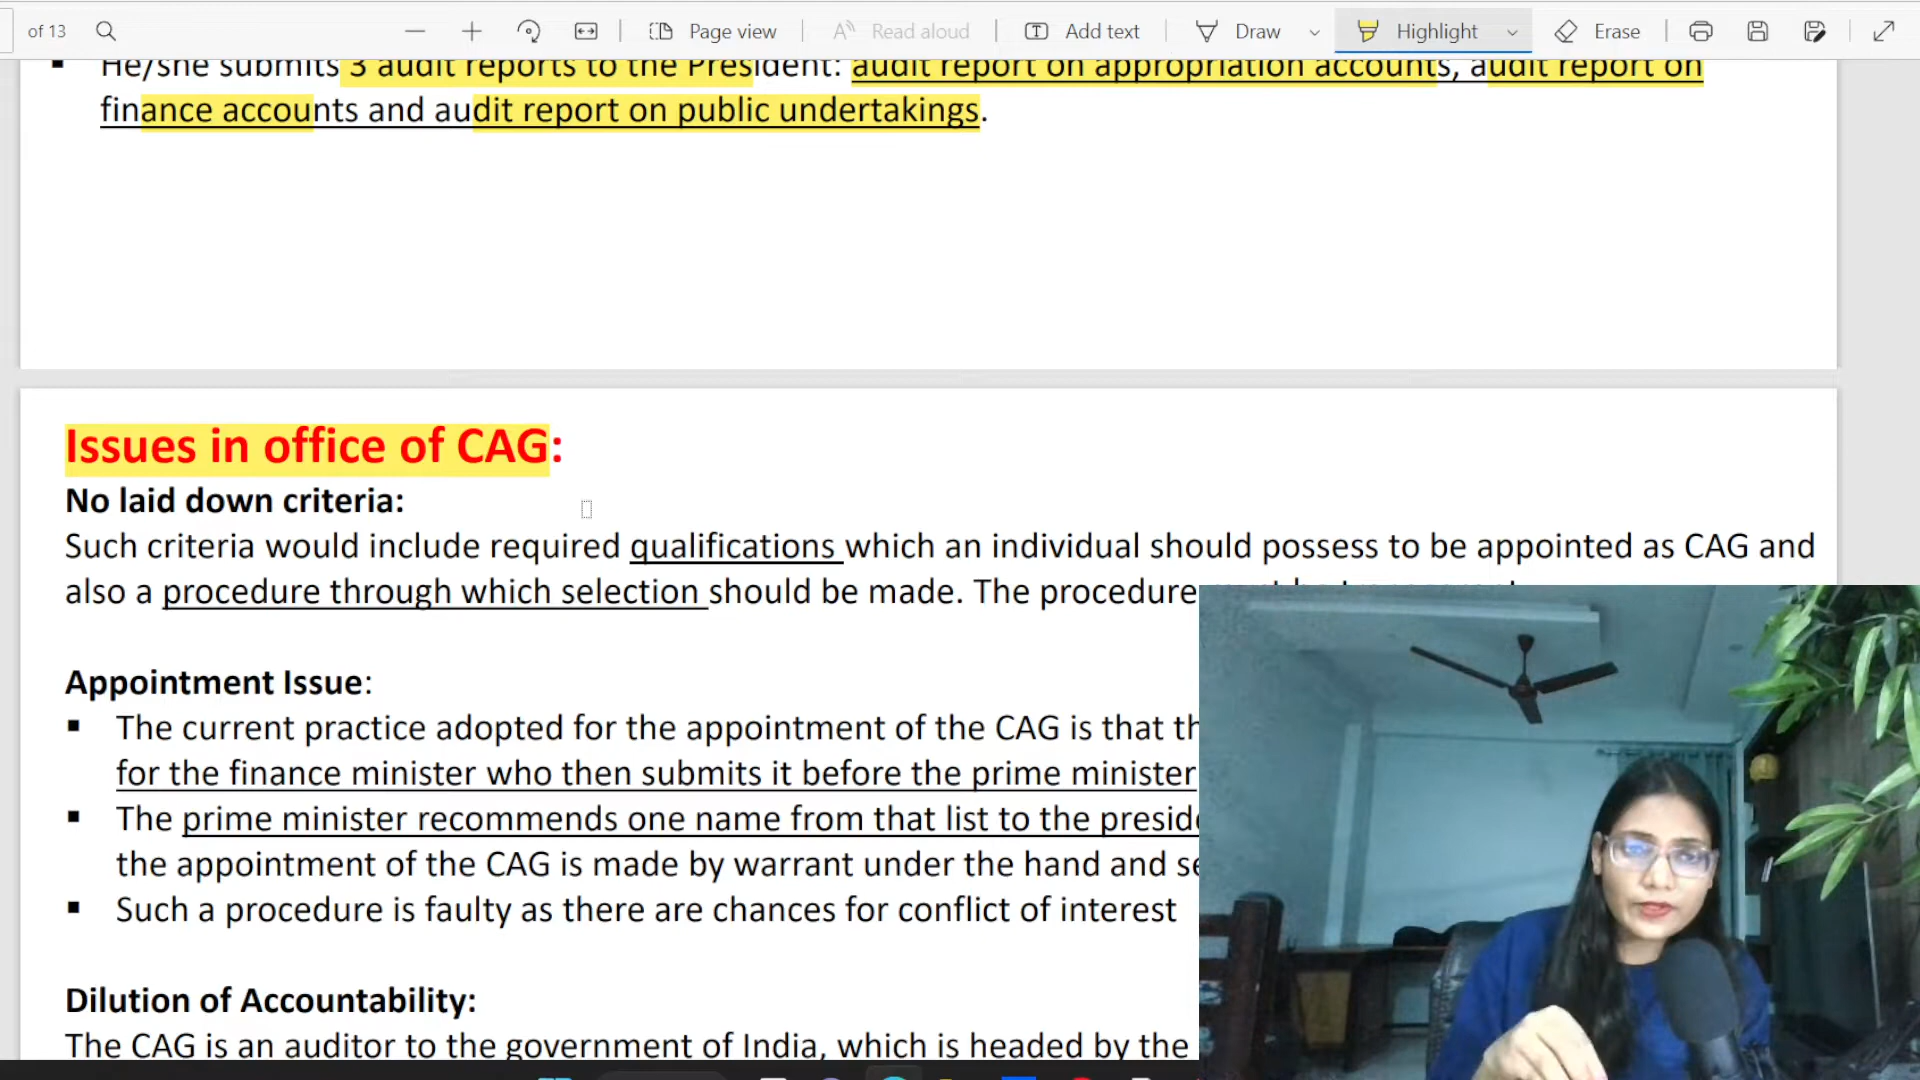 of 13
Page view
Read aloud
Add text
Draw
Highlight
Erase
▪ He/she submits 3 audit reports to the President: audit report on appropriation accounts, audit report on
finance accounts and audit report on public undertakings.
Issues in office of CAG:
No laid down criteria:
Such criteria would include required qualifications which an individual should possess to be appointed as CAG and
also a procedure through which selection should be made. The procedure
Appointment Issue:
▪ The current practice adopted for the appointment of the CAG is that
for the finance minister who then submits it before the prime minister
▪ The prime minister recommends one name from that list to the
the appointment of the CAG is made by warrant under the hand and
▪ Such a procedure is faulty as there are chances for conflict of interest
Dilution of Accountability:
The CAG is an auditor to the government of India, which is headed by the